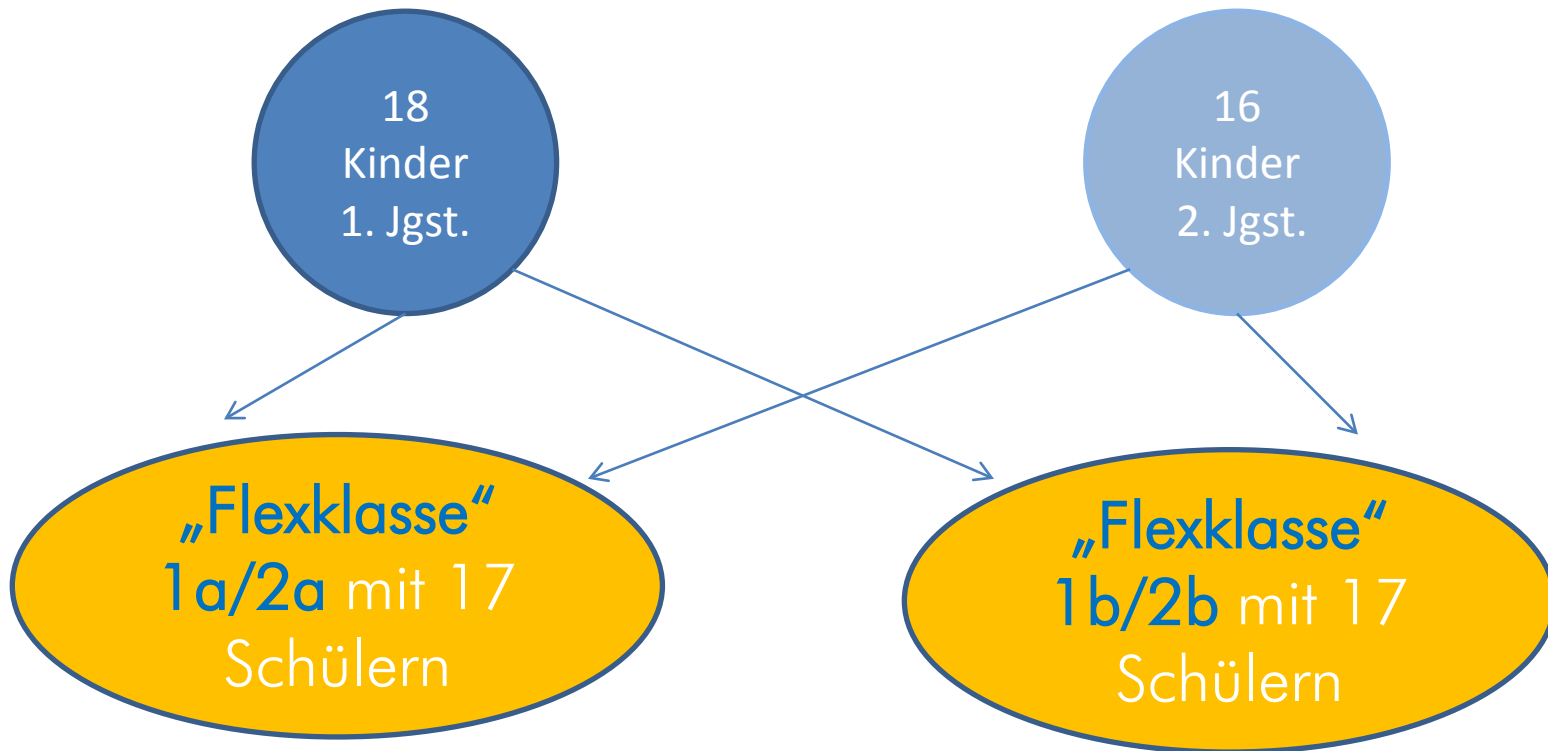 18
Kinder
1. Jgst.
16
Kinder
2. Jgst.
„Flexklasse“
1a/2a mit 17
Schülern
„Flexklasse“
1b/2b mit 17
Schülern